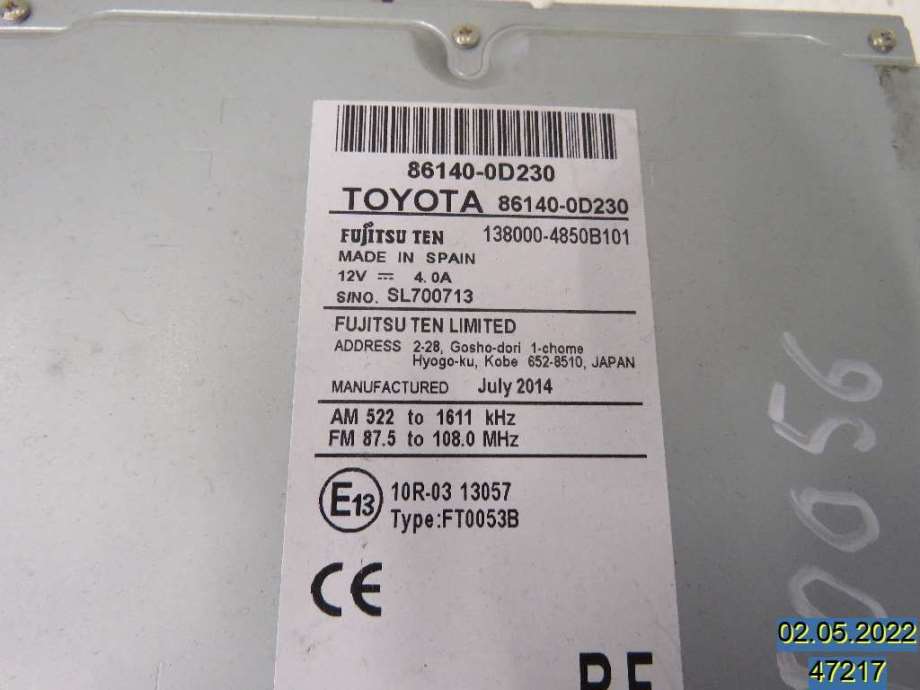 86140-0D230
TOYOTA 86140-0D230
FUJITSU TEN 138000-4850B101
MADE IN SPAIN
12V ⎓ 4.0A
S/NO. SL700713
FUJITSU TEN LIMITED
ADDRESS 2-28, Gosho-dori 1-chome
Hyogo-ku, Kobe 652-8510, JAPAN
MANUFACTURED July 2014
AM 522 to 1611 kHz
FM 87.5 to 108.0 MHz
E13 10R-03 13057
Type:FT0053B
CE
0056
02.05.2022
47217